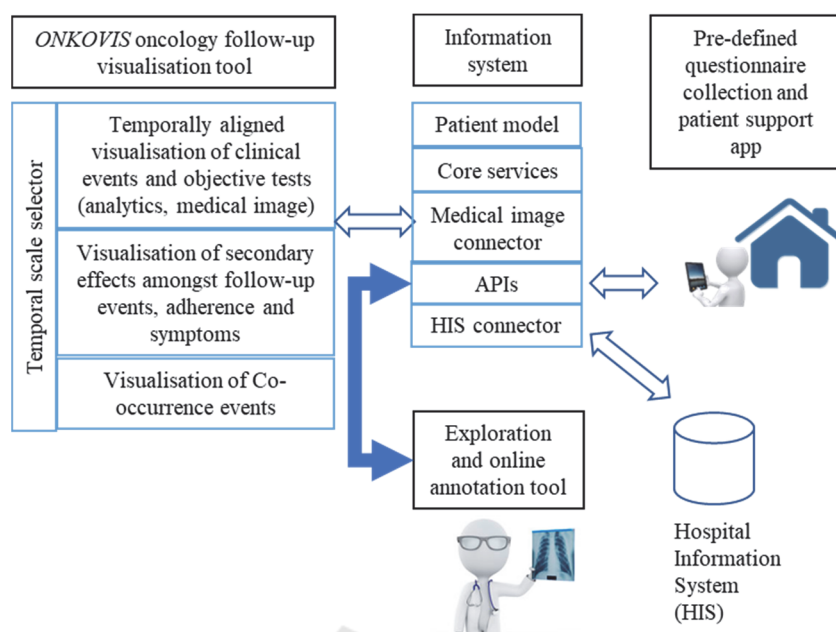 ONKOVIS oncology follow-up
visualisation tool
Temporal scale selector
Temporally aligned
visualisation of clinical
events and objective tests
(analytics, medical image)
Visualisation of secondary
effects amongst follow-up
events, adherence and
symptoms
Visualisation of Co-
occurrence events
Information
system
Patient model
Core services
Medical image
connector
APIs
HIS connector
Exploration
and online
annotation tool
Pre-defined
questionnaire
collection and
patient support
app
Hospital
Information
System
(HIS)